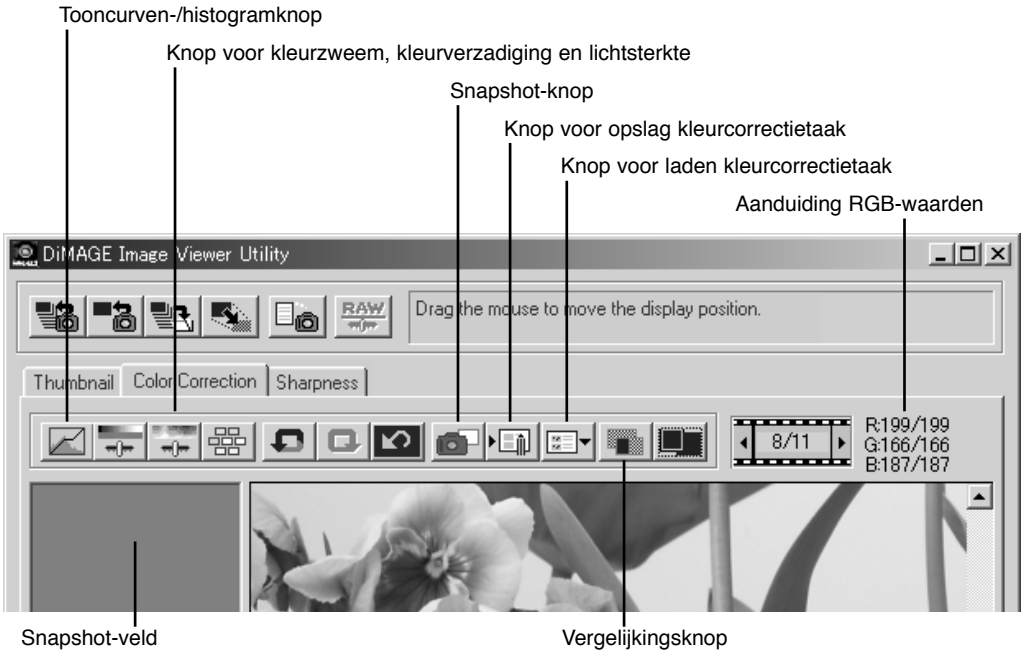 Tooncurven-/histogramknop
Knop voor kleurzweem, kleurverzadiging en lichtsterkte
Snapshot-knop
Knop voor opslag kleurcorrectietaak
Knop voor laden kleurcorrectietaak
Aanduiding RGB-waarden
DiMAGE Image Viewer Utility
RAW
Drag the mouse to move the display position.
Thumbnail Color Correction Sharpness
8/11
R:199/199
G:166/166
B:187/187
Snapshot-veld
Vergelijkingsknop